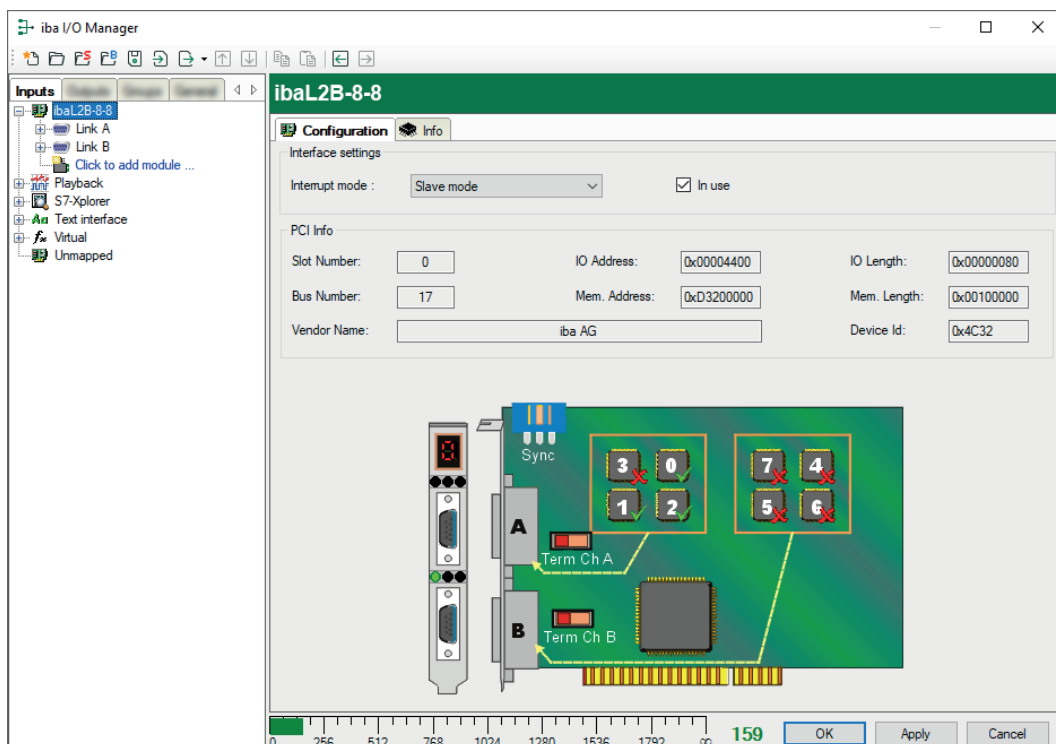 iba I/O Manager
Inputs
ibaL2B-8-8
Link A
Link B
Click to add module ...
Playback
S7-Xplorer
Text interface
Virtual
Unmapped
ibaL2B-8-8
Configuration Info
Interface settings
Interrupt mode : Slave mode In use
PCI Info
Slot Number: 0 IO Address: 0x00004400 IO Length: 0x00000080
Bus Number: 17 Mem. Address: 0xD3200000 Mem. Length: 0x00100000
Vendor Name: iba AG Device Id: 0x4C32
Sync
3 0 7 4
1 2 5 6
A
Term Ch A
B
Term Ch B
0 256 512 768 1024 1280 1536 1792 ∞
159 OK Apply Cancel